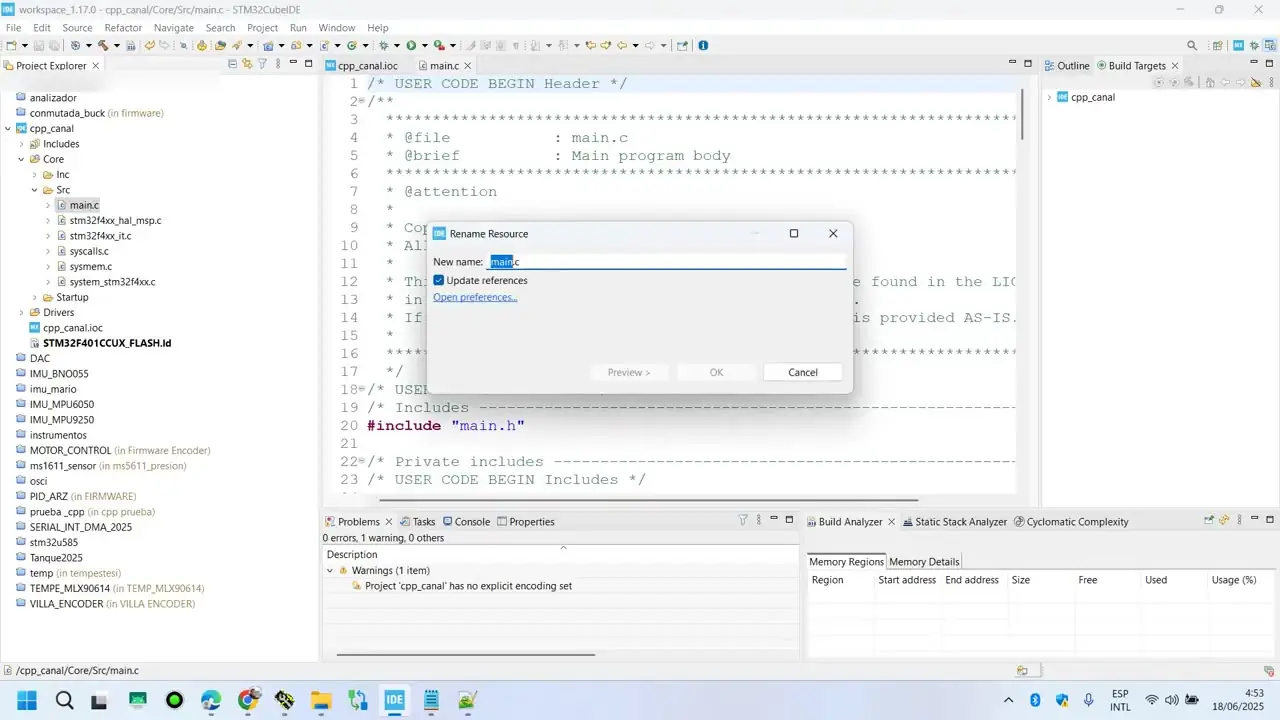 workspace_1.17.0 - cpp_canal/Core/Src/main.c - STM32CubeIDE
File Edit Source Refactor Navigate Search Project Run Window Help
Project Explorer
analizador
conmutada_buck (in firmware)
cpp_canal
Includes
Core
Inc
Src
main.c
stm32f4xx_hal_msp.c
stm32f4xx_it.c
syscalls.c
sysmem.c
system_stm32f4xx.c
Startup
Drivers
cpp_canal.ioc
STM32F401CCUX_FLASH.ld
DAC
IMU_BNO055
imu_mario
IMU_MPU6050
IMU_MPU9250
instrumentos
MOTOR_CONTROL (in Firmware Encoder)
ms1611_sensor (in ms5611_presion)
osci
PID_ARZ (in FIRMWARE)
prueba _cpp (in cpp prueba)
SERIAL_INT_DMA_2025
stm32u585
Tanque2025
temp (in tempestesi)
TEMPE_MLX90614 (in TEMP_MLX90614)
VILLA_ENCODER (in VILLA ENCODER)
cpp_canal.ioc main.c
1 /* USER CODE BEGIN Header */
2 /**
3 ******************************************************************
4 * @file : main.c
5 * @brief : Main program body
6 ******************************************************************
7 * @attention
8 *
9 * Co
10 * Al
11 *
12 * Th e found in the LIC
13 * in .
14 * If is provided AS-IS.
15 *
16 ******************************************************************
17 */
18 /* USE
19 /* Includes ------------------------------------------------------------
20 #include "main.h"
21
22 /* Private includes ----------------------------------------------------
23 /* USER CODE BEGIN Includes */
Rename Resource
New name: main.c
Update references
Open preferences...
Preview > OK Cancel
Outline Build Targets
cpp_canal
Problems Tasks Console Properties
0 errors, 1 warning, 0 others
Description
Warnings (1 item)
Project 'cpp_canal' has no explicit encoding set
Build Analyzer Static Stack Analyzer Cyclomatic Complexity
Memory Regions Memory Details
Region Start address End address Size Free Used Usage (%)
/cpp_canal/Core/Src/main.c
IDE
ESP
INTL
4:53
18/06/2025